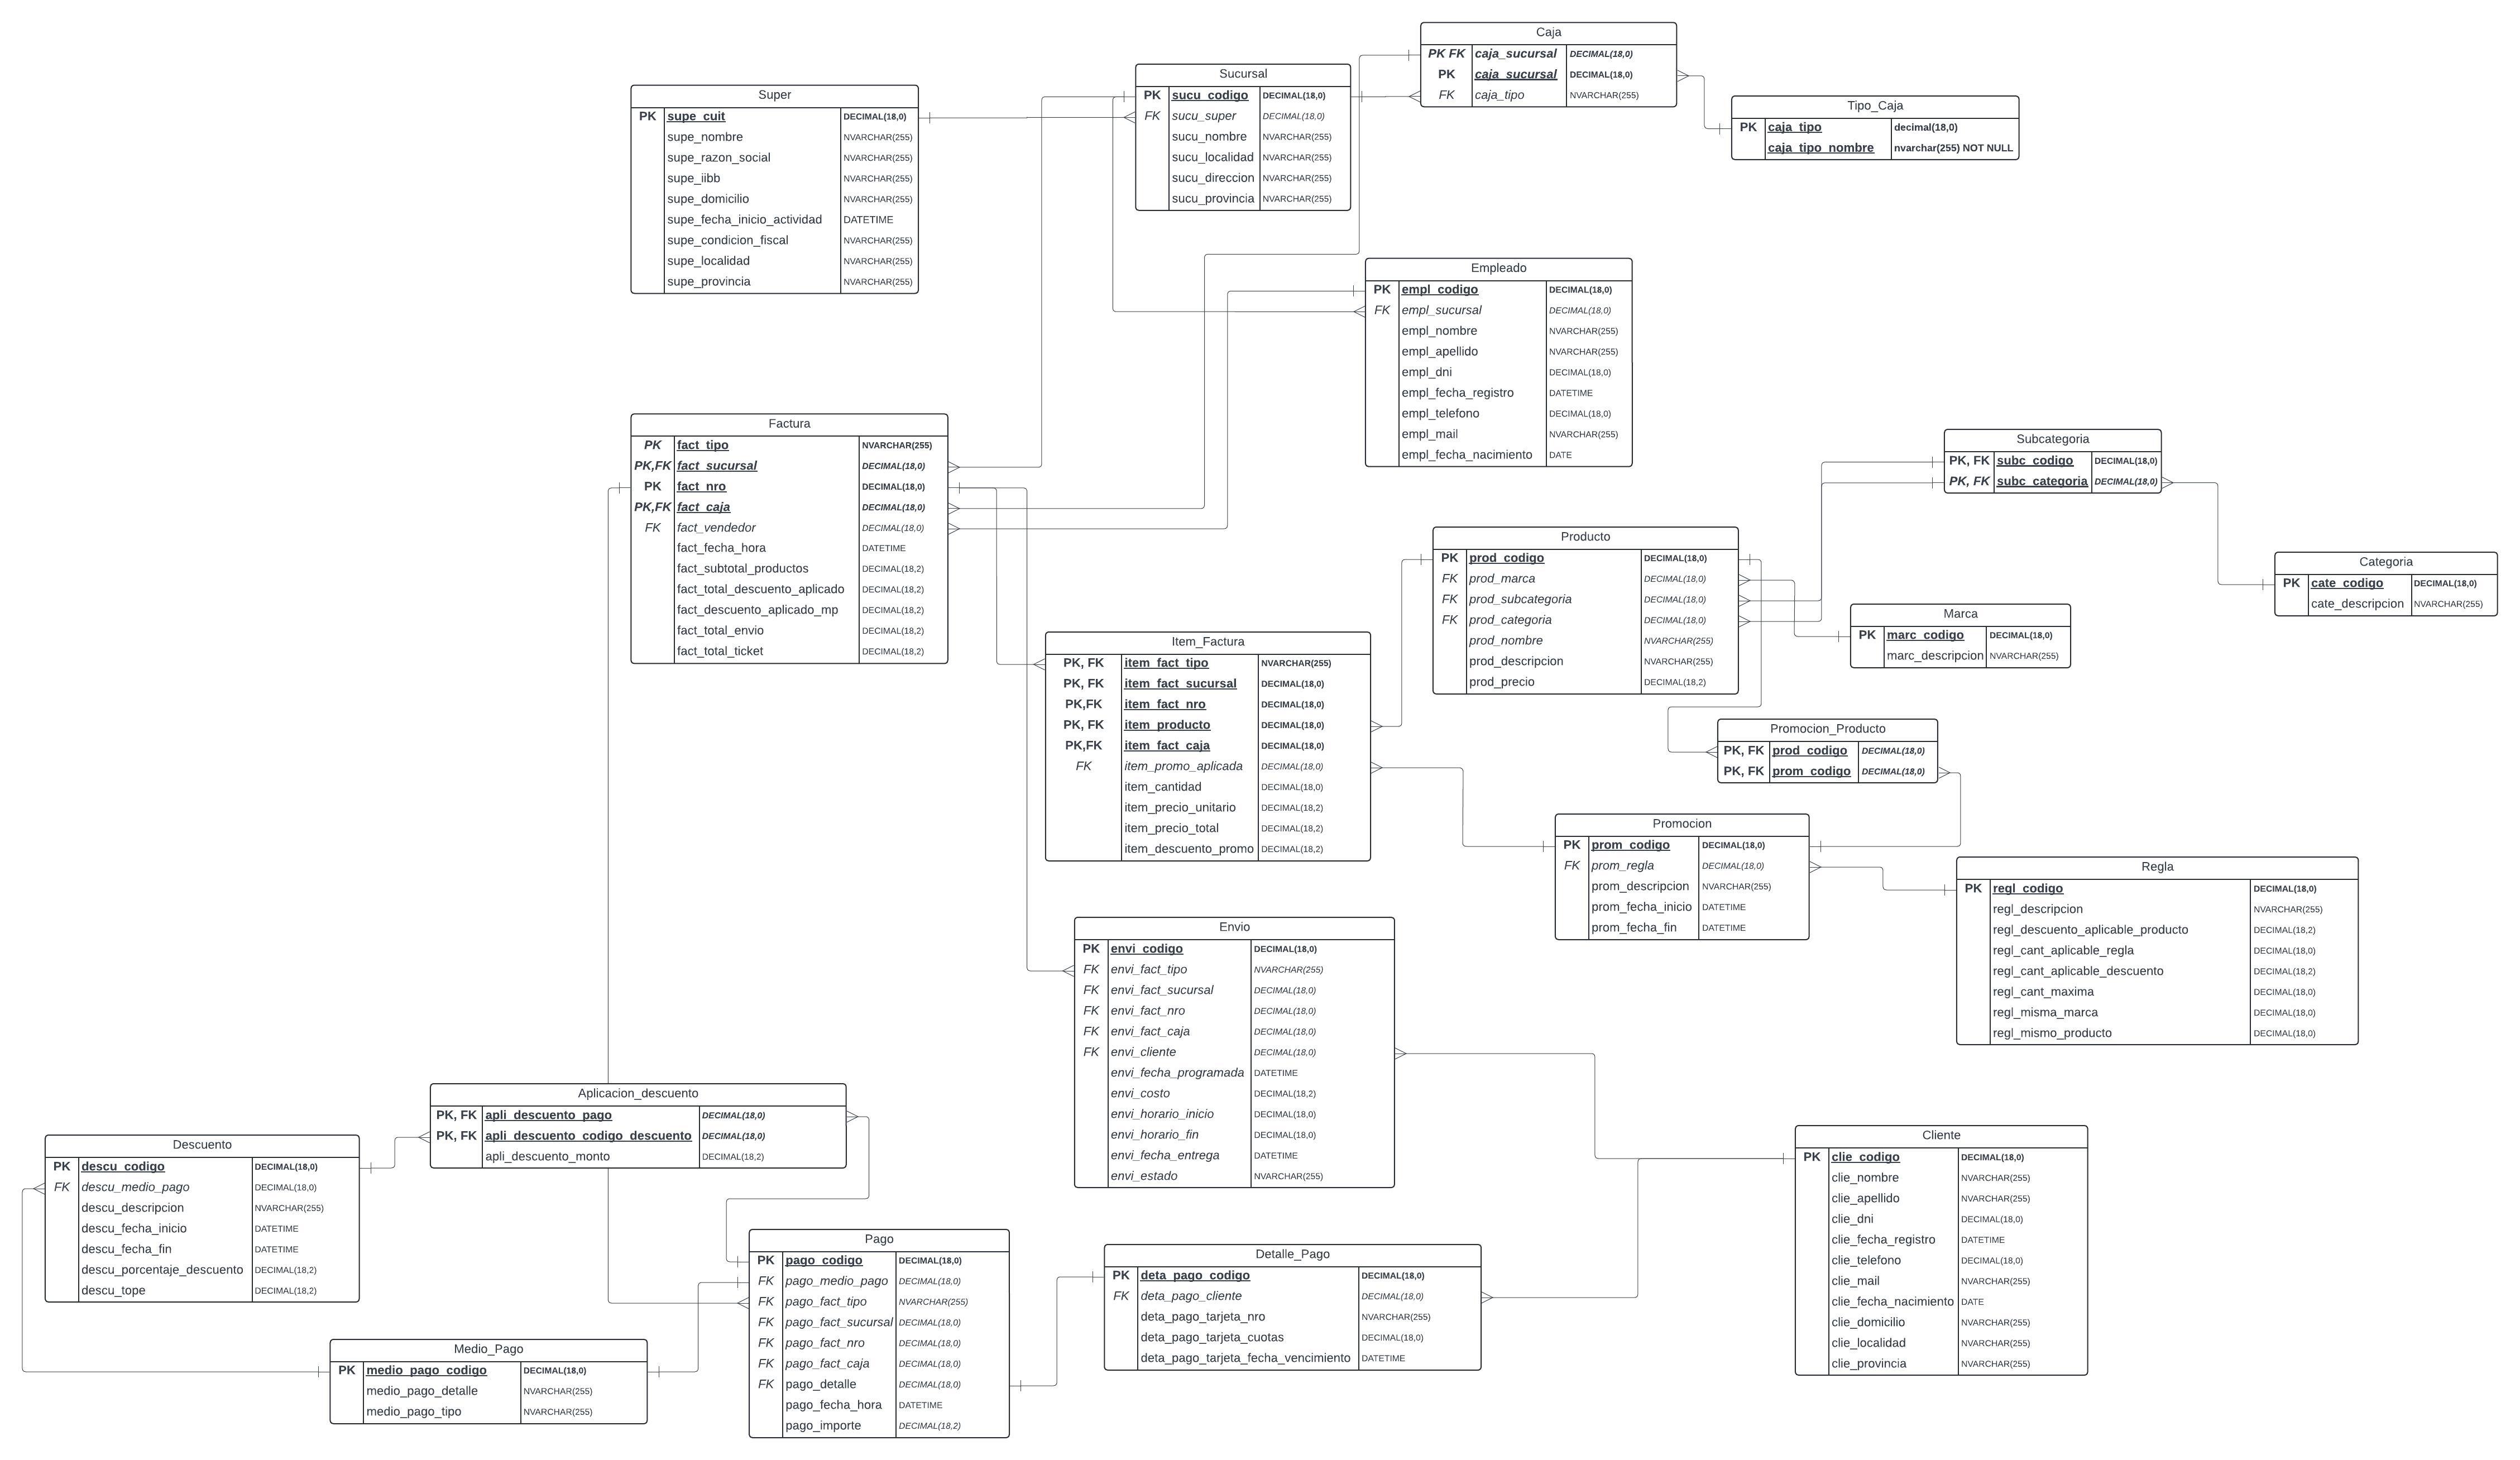 Caja
PK FK caja_sucursal DECIMAL(18,0)
PK caja_sucursal DECIMAL(18,0)
FK caja_tipo NVARCHAR(255)
Sucursal
PK sucu_codigo DECIMAL(18,0)
FK sucu_super DECIMAL(18,0)
sucu_nombre NVARCHAR(255)
sucu_localidad NVARCHAR(255)
sucu_direccion NVARCHAR(255)
sucu_provincia NVARCHAR(255)
Super
PK supe_cuit DECIMAL(18,0)
supe_nombre NVARCHAR(255)
supe_razon_social NVARCHAR(255)
supe_iibb NVARCHAR(255)
supe_domicilio NVARCHAR(255)
supe_fecha_inicio_actividad DATETIME
supe_condicion_fiscal NVARCHAR(255)
supe_localidad NVARCHAR(255)
supe_provincia NVARCHAR(255)
Tipo_Caja
PK caja_tipo decimal(18,0)
caja_tipo_nombre nvarchar(255) NOT NULL
Empleado
PK empl_codigo DECIMAL(18,0)
FK empl_sucursal DECIMAL(18,0)
empl_nombre NVARCHAR(255)
empl_apellido NVARCHAR(255)
empl_dni DECIMAL(18,0)
empl_fecha_registro DATETIME
empl_telefono DECIMAL(18,0)
empl_mail NVARCHAR(255)
empl_fecha_nacimiento DATE
Factura
PK fact_tipo NVARCHAR(255)
PK,FK fact_sucursal DECIMAL(18,0)
PK fact_nro DECIMAL(18,0)
PK,FK fact_caja DECIMAL(18,0)
FK fact_vendedor DECIMAL(18,0)
fact_fecha_hora DATETIME
fact_subtotal_productos DECIMAL(18,2)
fact_total_descuento_aplicado DECIMAL(18,2)
fact_descuento_aplicado_mp DECIMAL(18,2)
fact_total_envio DECIMAL(18,2)
fact_total_ticket DECIMAL(18,2)
Subcategoria
PK, FK subc_codigo DECIMAL(18,0)
PK, FK subc_categoria DECIMAL(18,0)
Producto
PK prod_codigo DECIMAL(18,0)
FK prod_marca DECIMAL(18,0)
FK prod_subcategoria DECIMAL(18,0)
FK prod_categoria DECIMAL(18,0)
prod_nombre NVARCHAR(255)
prod_descripcion NVARCHAR(255)
prod_precio DECIMAL(18,2)
Categoria
PK cate_codigo DECIMAL(18,0)
cate_descripcion NVARCHAR(255)
Marca
PK marc_codigo DECIMAL(18,0)
marc_descripcion NVARCHAR(255)
Item_Factura
PK, FK item_fact_tipo NVARCHAR(255)
PK, FK item_fact_sucursal DECIMAL(18,0)
PK,FK item_fact_nro DECIMAL(18,0)
PK, FK item_producto DECIMAL(18,0)
PK,FK item_fact_caja DECIMAL(18,0)
FK item_promo_aplicada DECIMAL(18,0)
item_cantidad DECIMAL(18,0)
item_precio_unitario DECIMAL(18,2)
item_precio_total DECIMAL(18,2)
item_descuento_promo DECIMAL(18,2)
Promocion_Producto
PK, FK prod_codigo DECIMAL(18,0)
PK, FK prom_codigo DECIMAL(18,0)
Promocion
PK prom_codigo DECIMAL(18,0)
FK prom_regla DECIMAL(18,0)
prom_descripcion NVARCHAR(255)
prom_fecha_inicio DATETIME
prom_fecha_fin DATETIME
Regla
PK regl_codigo DECIMAL(18,0)
regl_descripcion NVARCHAR(255)
regl_descuento_aplicable_producto DECIMAL(18,2)
regl_cant_aplicable_regla DECIMAL(18,0)
regl_cant_aplicable_descuento DECIMAL(18,2)
regl_cant_maxima DECIMAL(18,0)
regl_misma_marca DECIMAL(18,0)
regl_mismo_producto DECIMAL(18,0)
Envio
PK envi_codigo DECIMAL(18,0)
FK envi_fact_tipo NVARCHAR(255)
FK envi_fact_sucursal DECIMAL(18,0)
FK envi_fact_nro DECIMAL(18,0)
FK envi_fact_caja DECIMAL(18,0)
FK envi_cliente DECIMAL(18,0)
envi_fecha_programada DATETIME
envi_costo DECIMAL(18,2)
envi_horario_inicio DECIMAL(18,0)
envi_horario_fin DECIMAL(18,0)
envi_fecha_entrega DATETIME
envi_estado NVARCHAR(255)
Aplicacion_descuento
PK, FK apli_descuento_pago DECIMAL(18,0)
PK, FK apli_descuento_codigo_descuento DECIMAL(18,0)
apli_descuento_monto DECIMAL(18,2)
Descuento
PK descu_codigo DECIMAL(18,0)
FK descu_medio_pago DECIMAL(18,0)
descu_descripcion NVARCHAR(255)
descu_fecha_inicio DATETIME
descu_fecha_fin DATETIME
descu_porcentaje_descuento DECIMAL(18,2)
descu_tope DECIMAL(18,2)
Cliente
PK clie_codigo DECIMAL(18,0)
clie_nombre NVARCHAR(255)
clie_apellido NVARCHAR(255)
clie_dni DECIMAL(18,0)
clie_fecha_registro DATETIME
clie_telefono DECIMAL(18,0)
clie_mail NVARCHAR(255)
clie_fecha_nacimiento DATE
clie_domicilio NVARCHAR(255)
clie_localidad NVARCHAR(255)
clie_provincia NVARCHAR(255)
Pago
PK pago_codigo DECIMAL(18,0)
FK pago_medio_pago DECIMAL(18,0)
FK pago_fact_tipo NVARCHAR(255)
FK pago_fact_sucursal DECIMAL(18,0)
FK pago_fact_nro DECIMAL(18,0)
FK pago_fact_caja DECIMAL(18,0)
FK pago_detalle DECIMAL(18,0)
pago_fecha_hora DATETIME
pago_importe DECIMAL(18,2)
Detalle_Pago
PK deta_pago_codigo DECIMAL(18,0)
FK deta_pago_cliente DECIMAL(18,0)
deta_pago_tarjeta_nro NVARCHAR(255)
deta_pago_tarjeta_cuotas DECIMAL(18,0)
deta_pago_tarjeta_fecha_vencimiento DATETIME
Medio_Pago
PK medio_pago_codigo DECIMAL(18,0)
medio_pago_detalle NVARCHAR(255)
medio_pago_tipo NVARCHAR(255)